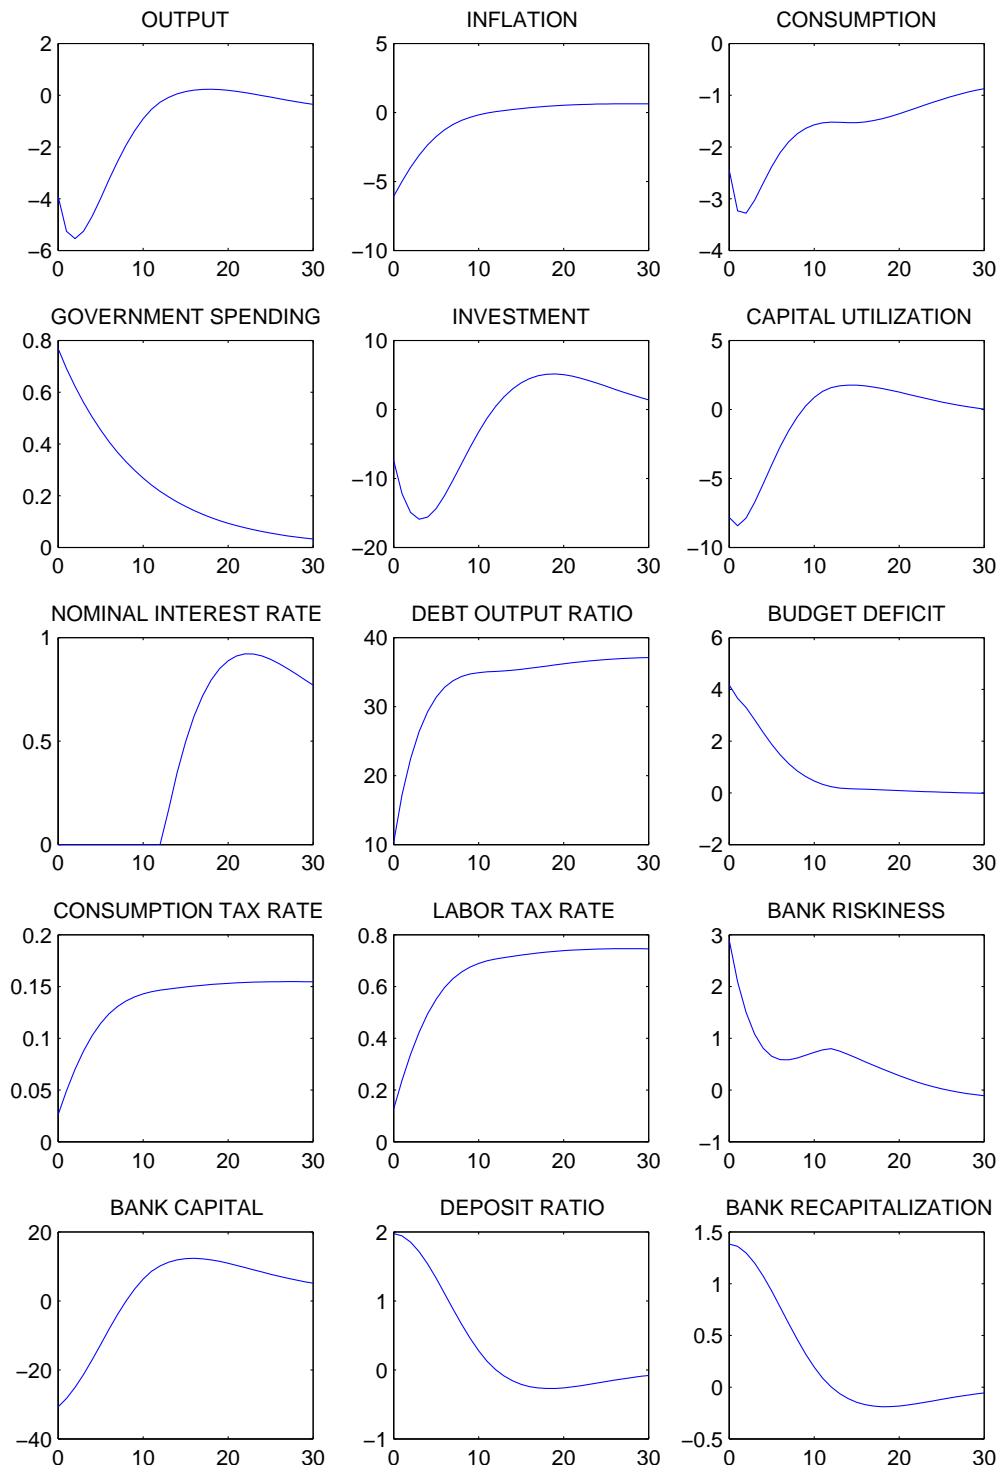 OUTPUT INFLATION CONSUMPTION
2 5 0
0 0 −1
−2 −2
−4 −5 −3
−6 −10 −4
0 10 20 30 0 10 20 30 0 10 20 30
GOVERNMENT SPENDING INVESTMENT CAPITAL UTILIZATION
0.8 10 5
0.6 0 0
0.4 −10 −5
0.2
0 −20 −10
0 10 20 30 0 10 20 30 0 10 20 30
NOMINAL INTEREST RATE DEBT OUTPUT RATIO BUDGET DEFICIT
1 40 6
30 4
0.5 2
20 0
0 10 −2
0 10 20 30 0 10 20 30 0 10 20 30
CONSUMPTION TAX RATE LABOR TAX RATE BANK RISKINESS
0.2 0.8 3
0.15 0.6 2
0.1 0.4 1
0.05 0.2 0
0 0 −1
0 10 20 30 0 10 20 30 0 10 20 30
BANK CAPITAL DEPOSIT RATIO BANK RECAPITALIZATION
20 2 1.5
0 1 1
−20 0 0.5
0
−40 −1 −0.5
0 10 20 30 0 10 20 30 0 10 20 30